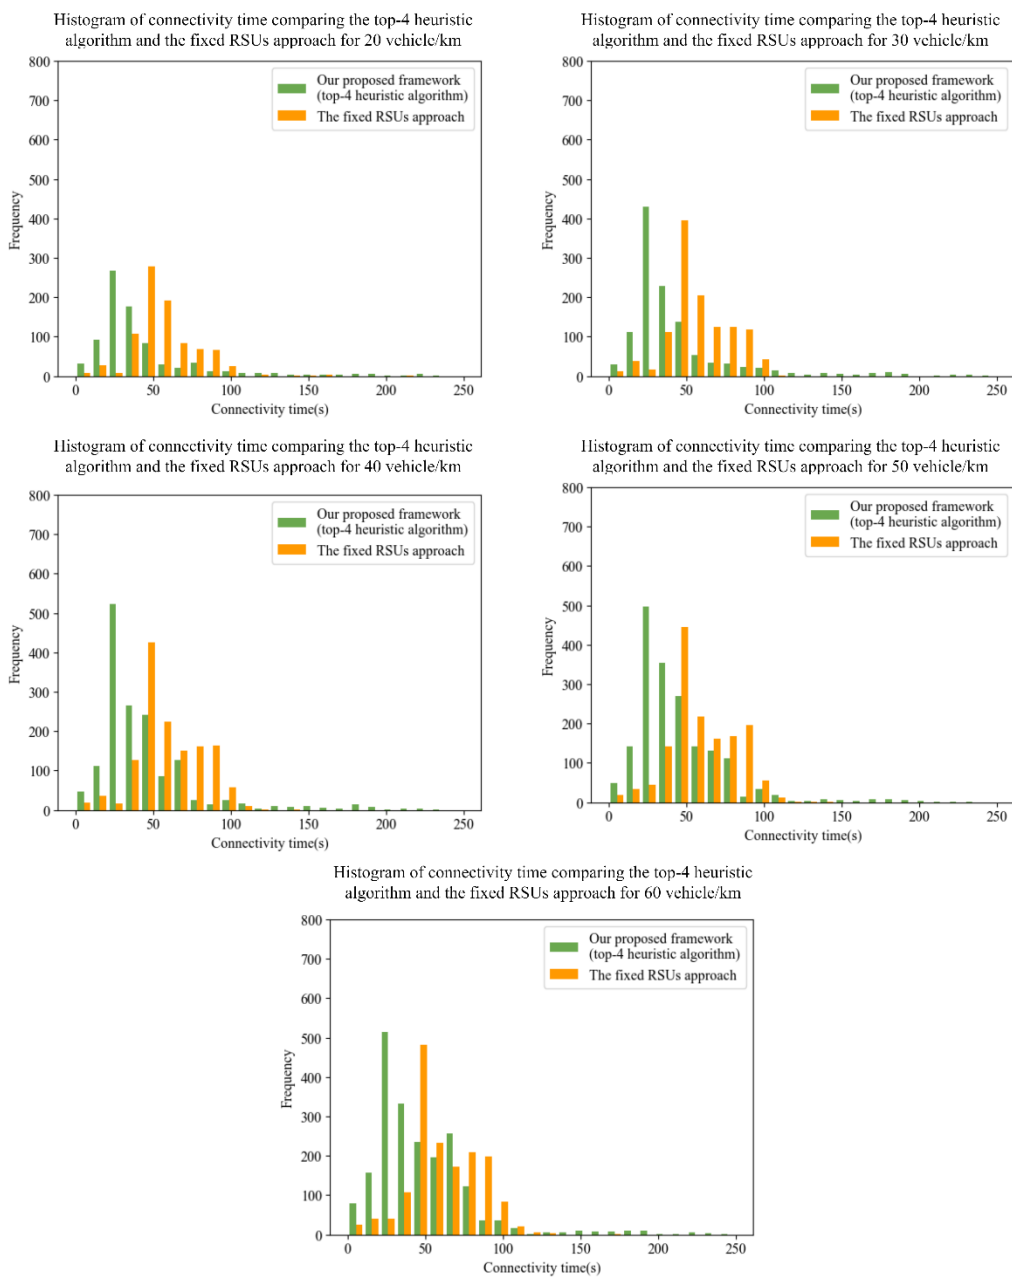 Histogram of connectivity time comparing the top-4 heuristic
algorithm and the fixed RSUs approach for 20 vehicle/km
800
700
600
500
400
300
200
100
0
Frequency
Our proposed framework
(top-4 heuristic algorithm)
The fixed RSUs approach
0 50 100 150 200 250
Connectivity time(s)
Histogram of connectivity time comparing the top-4 heuristic
algorithm and the fixed RSUs approach for 30 vehicle/km
800
700
600
500
400
300
200
100
0
Frequency
Our proposed framework
(top-4 heuristic algorithm)
The fixed RSUs approach
0 50 100 150 200 250
Connectivity time(s)
Histogram of connectivity time comparing the top-4 heuristic
algorithm and the fixed RSUs approach for 40 vehicle/km
800
700
600
500
400
300
200
100
0
Frequency
Our proposed framework
(top-4 heuristic algorithm)
The fixed RSUs approach
0 50 100 150 200 250
Connectivity time(s)
Histogram of connectivity time comparing the top-4 heuristic
algorithm and the fixed RSUs approach for 50 vehicle/km
800
700
600
500
400
300
200
100
0
Frequency
Our proposed framework
(top-4 heuristic algorithm)
The fixed RSUs approach
0 50 100 150 200 250
Connectivity time(s)
Histogram of connectivity time comparing the top-4 heuristic
algorithm and the fixed RSUs approach for 60 vehicle/km
800
700
600
500
400
300
200
100
0
Frequency
Our proposed framework
(top-4 heuristic algorithm)
The fixed RSUs approach
0 50 100 150 200 250
Connectivity time(s)